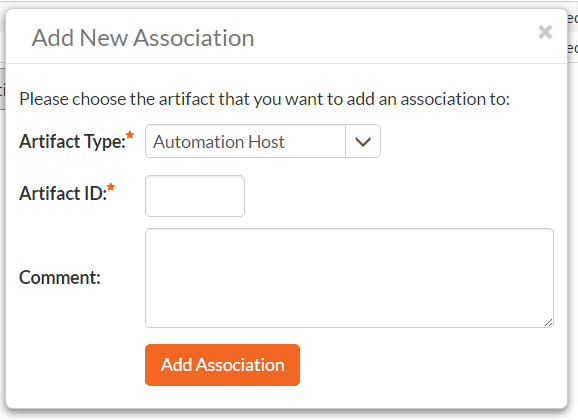 Add New Association
Please choose the artifact that you want to add an association to:
Artifact Type:*
Automation Host
Artifact ID:*
Comment:
Add Association